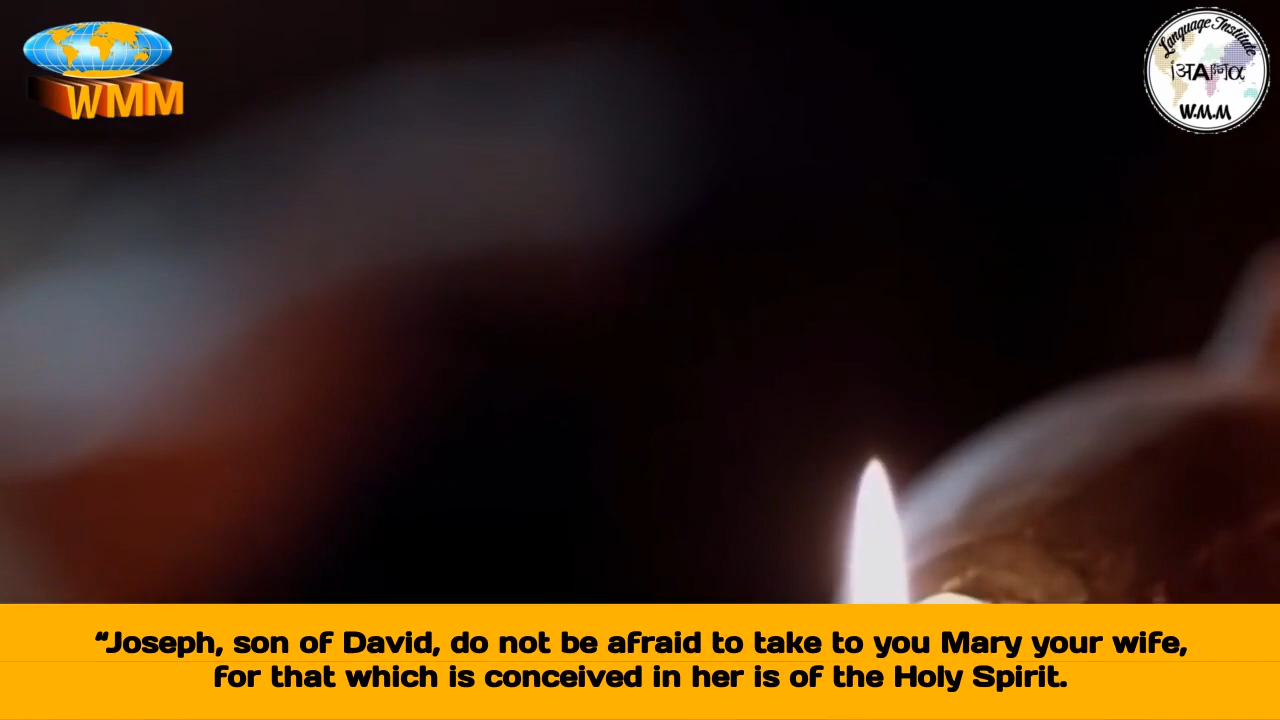 WMM
Language Institute
W.M.M
“Joseph, son of David, do not be afraid to take to you Mary your wife,
for that which is conceived in her is of the Holy Spirit.